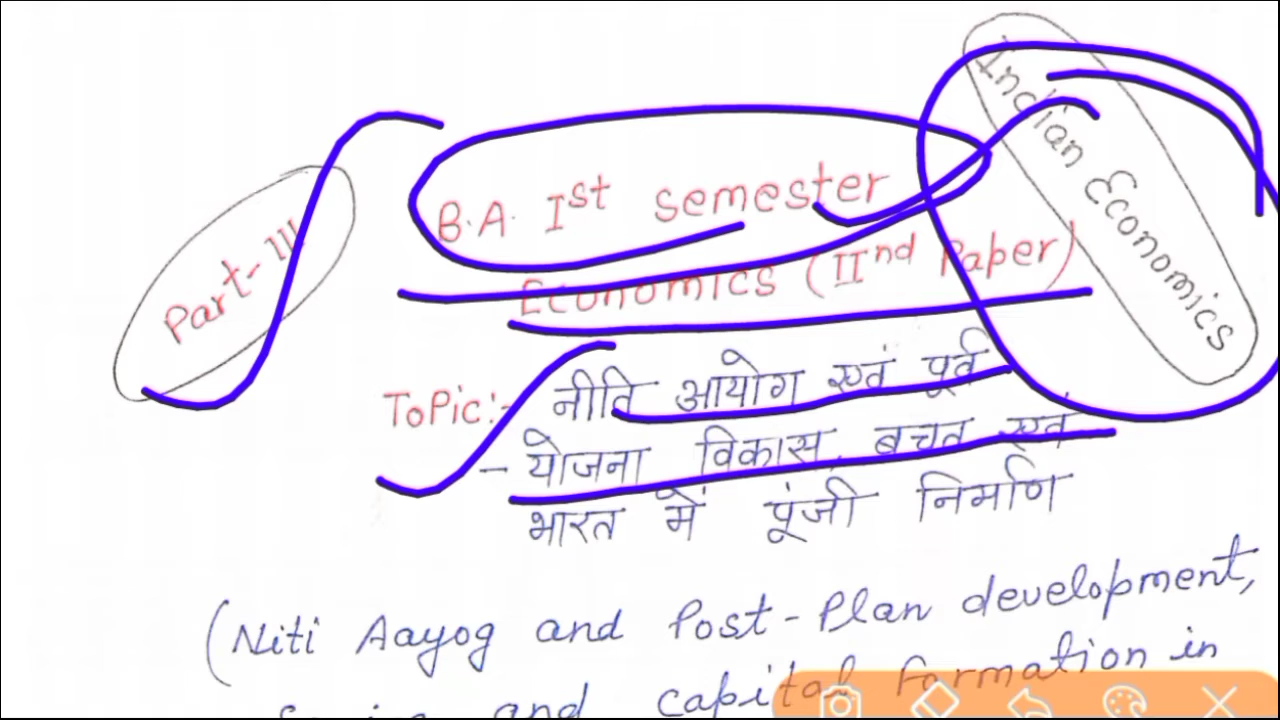 Indian Economics
Part-III
B.A. Ist semester
Economics (IInd Paper)
Topic:- नीति आयोग एवं पूर्व
- योजना विकास, बचत एवं
भारत में पूंजी निर्माण
(Niti Aayog and Post-Plan development,
and capital formation in